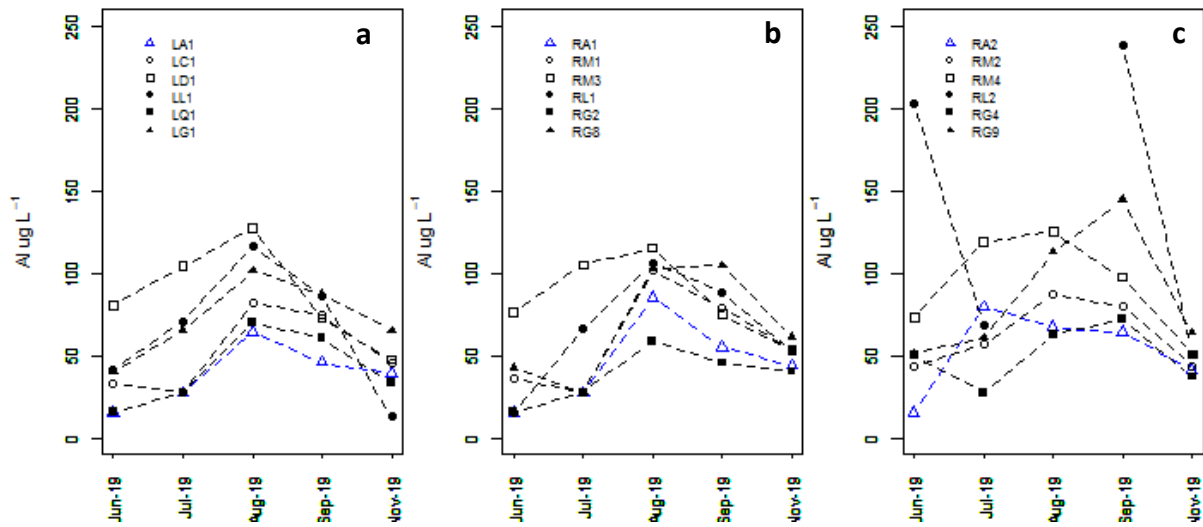 a
LA1
LC1
LD1
LL1
LQ1
LG1
Al ug L⁻¹
250
200
150
100
50
0
Jun-19
Jul-19
Aug-19
Sep-19
Nov-19
b
RA1
RM1
RM3
RL1
RG2
RG8
Al ug L⁻¹
250
200
150
100
50
0
Jun-19
Jul-19
Aug-19
Sep-19
Nov-19
c
RA2
RM2
RM4
RL2
RG4
RG9
Al ug L⁻¹
250
200
150
100
50
0
Jun-19
Jul-19
Aug-19
Sep-19
Nov-19